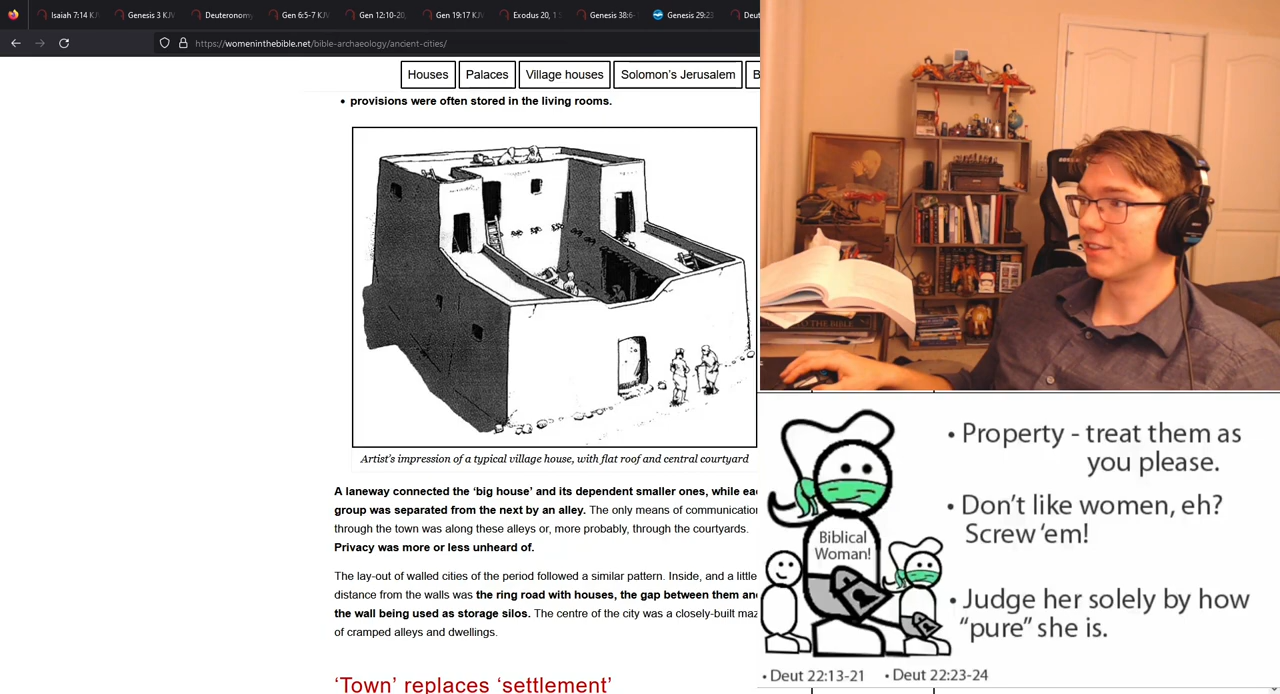 Isaiah 7:14 KJV
Genesis 3 KJV
Deuteronomy
Gen 6:5-7 KJV
Gen 12:10-20,
Gen 19:17 KJV
Exodus 20, 1
Genesis 38:6-
Genesis 29:23
Deut
https://womeninthebible.net/bible-archaeology/ancient-cities/
Houses
Palaces
Village houses
Solomon's Jerusalem
B
• provisions were often stored in the living rooms.
Artist's impression of a typical village house, with flat roof and central courtyard
A laneway connected the ‘big house’ and its dependent smaller ones, while eac
group was separated from the next by an alley. The only means of communication
through the town was along these alleys or, more probably, through the courtyards.
Privacy was more or less unheard of.
The lay-out of walled cities of the period followed a similar pattern. Inside, and a little
distance from the walls was the ring road with houses, the gap between them and
the wall being used as storage silos. The centre of the city was a closely-built maz
of cramped alleys and dwellings.
‘Town’ replaces ‘settlement’
• Property - treat them as
you please.
• Don't like women, eh?
Screw ‘em!
Biblical
Woman!
• Judge her solely by how
“pure” she is.
• Deut 22:13-21 • Deut 22:23-24